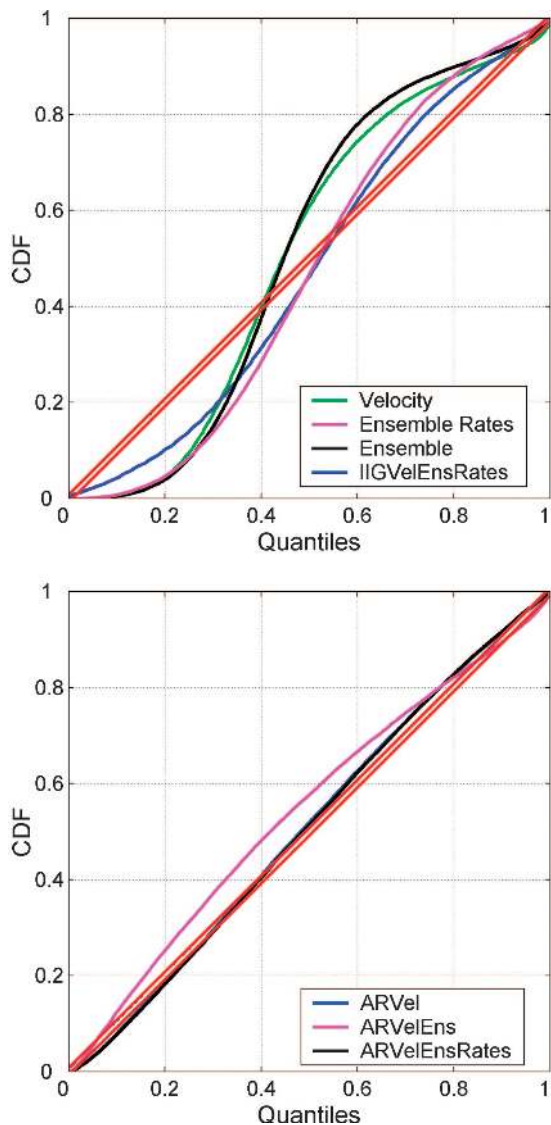 1
0.8
0.6
0.4
0.2
0
CDF
Velocity
Ensemble Rates
Ensemble
IIGVelEnsRates
0 0.2 0.4 0.6 0.8 1
Quantiles
1
0.8
0.6
0.4
0.2
0
CDF
ARVel
ARVelEns
ARVelEnsRates
0 0.2 0.4 0.6 0.8 1
Quantiles